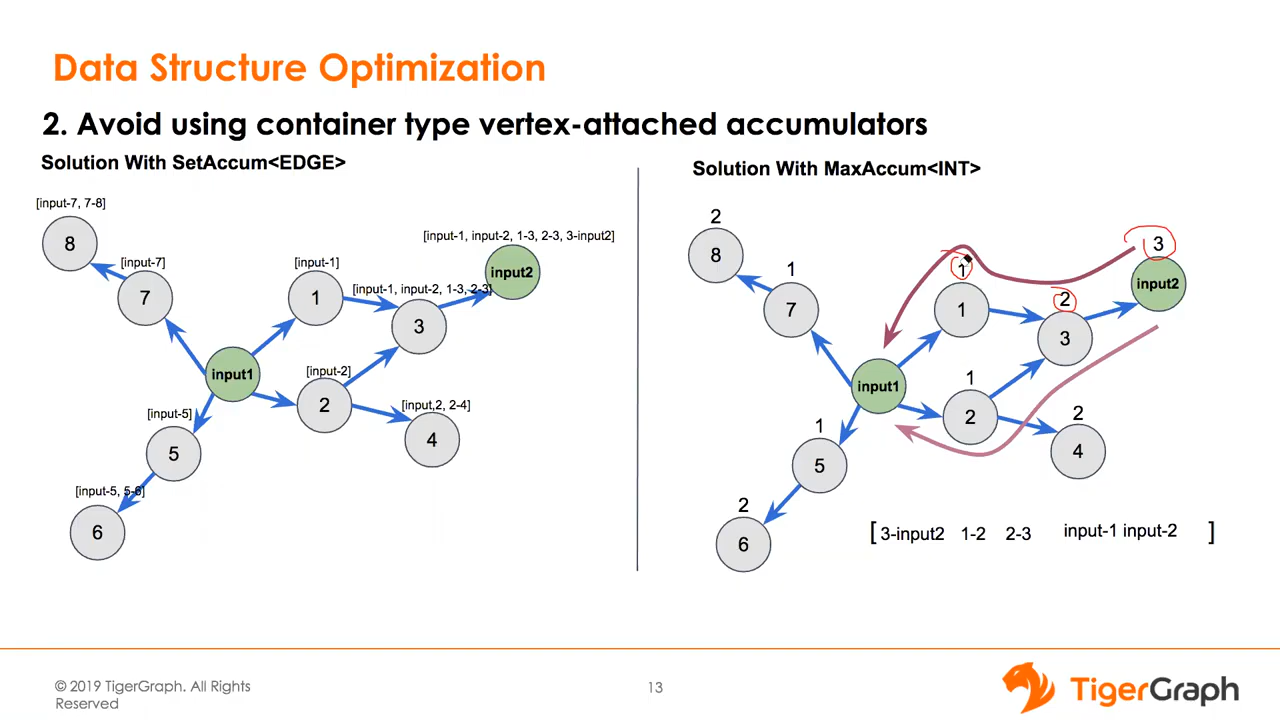 Data Structure Optimization
2. Avoid using container type vertex-attached accumulators
Solution With SetAccum<EDGE>
[input-7, 7-8]
8
[input-7]
7
[input-1]
1
[input-1, input-2, 1-3, 2-3, 3-input2]
input2
[input-1, input-2, 1-3, 2-3]
3
input1
[input-2]
2
[input,2, 2-4]
4
[input-5]
5
[input-5, 5-6]
6
Solution With MaxAccum<INT>
2
8
1
7
1
1
3
input2
2
3
input1
1
2
2
4
1
5
2
6
[ 3-input2 1-2 2-3 input-1 input-2 ]
© 2019 TigerGraph. All Rights
Reserved
13
TigerGraph